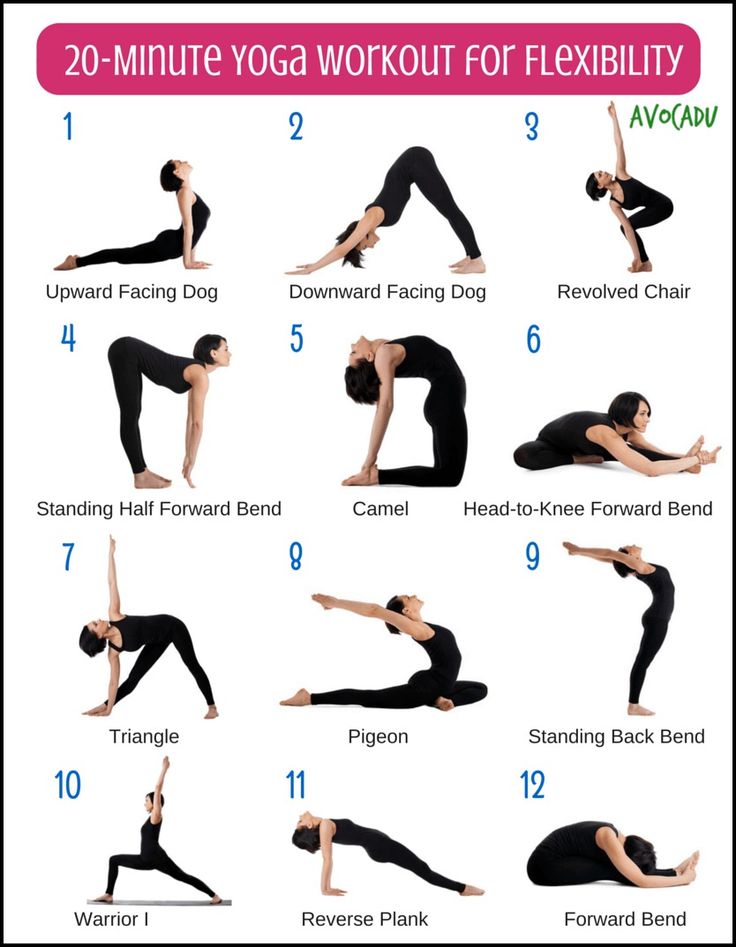 20-Minute Yoga Workout for Flexibility
AVOCADU
1
2
3
Upward Facing Dog
Downward Facing Dog
Revolved Chair
4
5
6
Standing Half Forward Bend
Camel
Head-to-Knee Forward Bend
7
8
9
Triangle
Pigeon
Standing Back Bend
10
11
12
Warrior I
Reverse Plank
Forward Bend